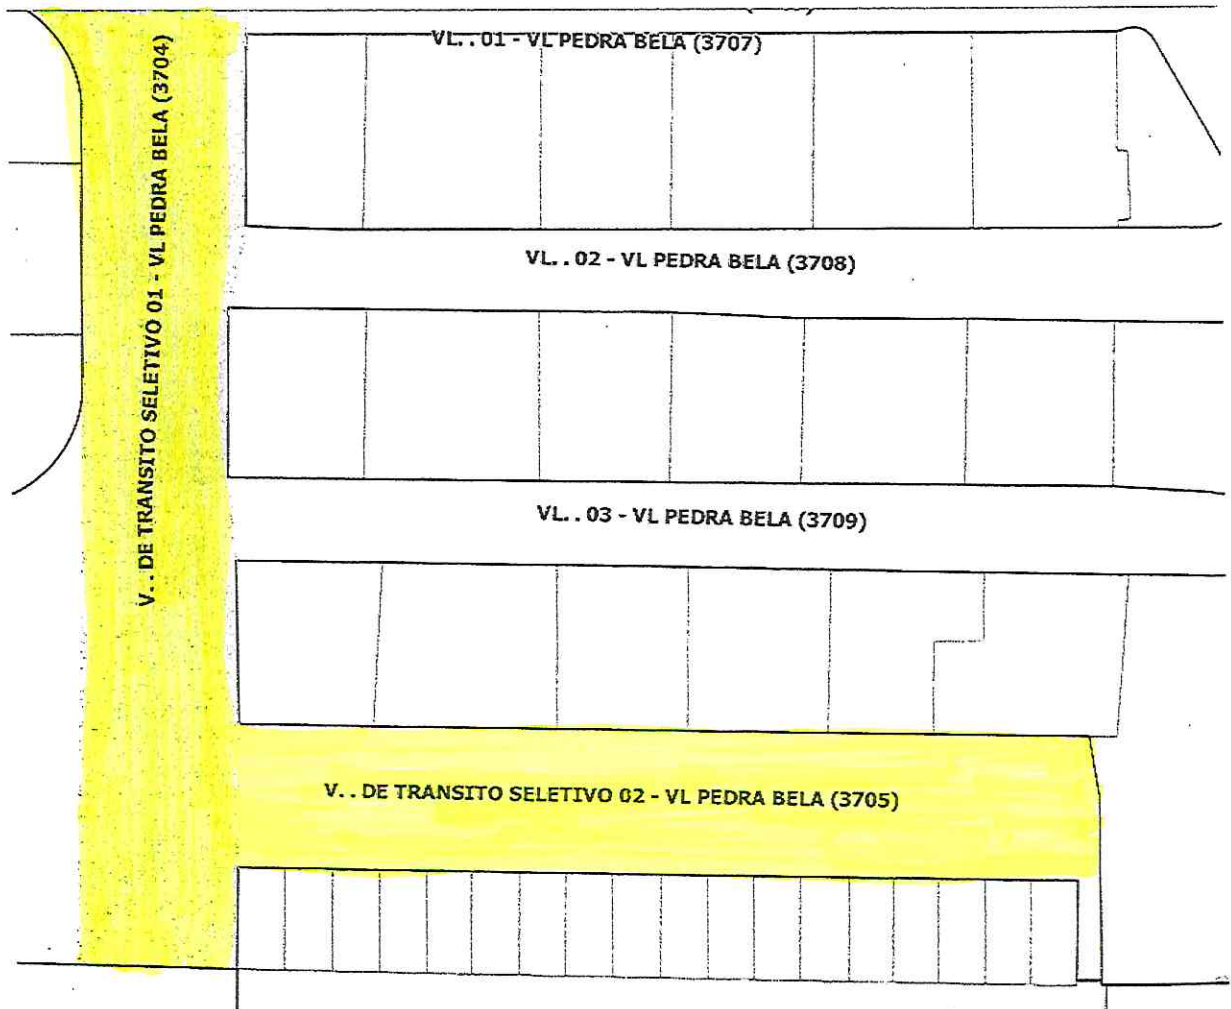 VL..01 - VL PEDRA BELA (3707)
V..DE TRANSITO SELETIVO 01 - VL PEDRA BELA (3704)
VL..02 - VL PEDRA BELA (3708)
VL..03 - VL PEDRA BELA (3709)
V..DE TRANSITO SELETIVO 02 - VL PEDRA BELA (3705)